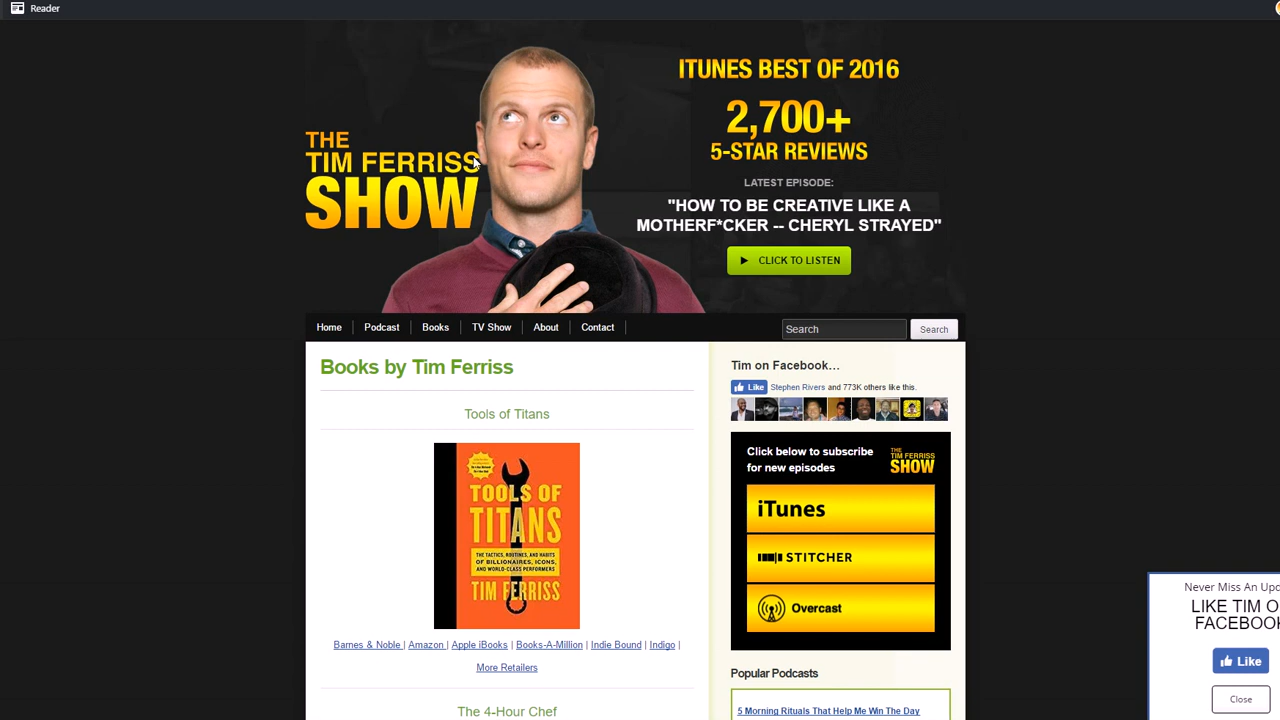 Reader
THE
TIM FERRISS
SHOW
ITUNES BEST OF 2016
2,700+
5-STAR REVIEWS
LATEST EPISODE:
"HOW TO BE CREATIVE LIKE A
MOTHERF*CKER -- CHERYL STRAYED"
CLICK TO LISTEN
Home
Podcast
Books
TV Show
About
Contact
Search
Search
Books by Tim Ferriss
Tools of Titans
TOOLS OF
TITANS
THE TACTICS, ROUTINES, AND HABITS
OF BILLIONAIRES, ICONS,
AND WORLD-CLASS PERFORMERS
TIM FERRISS
Barnes & Noble | Amazon | Apple iBooks | Books-A-Million | Indie Bound | Indigo |
More Retailers
The 4-Hour Chef
Tim on Facebook…
Like
Stephen Rivers and 773K others like this.
Click below to subscribe
for new episodes
THE
TIM FERRISS
SHOW
iTunes
STITCHER
Overcast
Popular Podcasts
5 Morning Rituals That Help Me Win The Day
Never Miss An
LIKE TIM
FACEBOOK
Like
Close